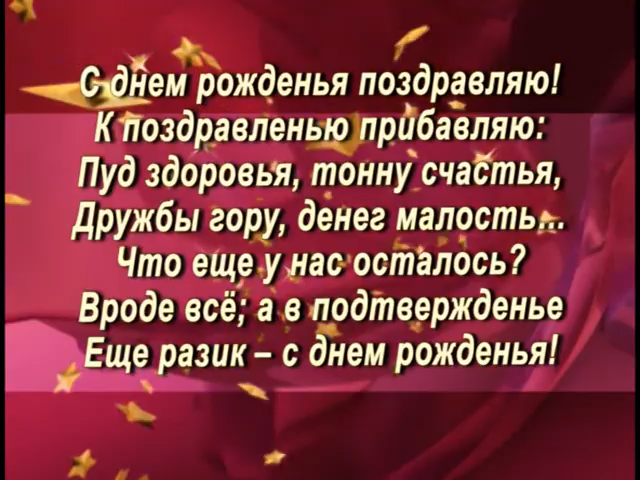 С днем рожденья поздравляю!
К поздравленью прибавляю:
Пуд здоровья, тонну счастья,
Дружбы гору, денег малость...
Что еще у нас осталось?
Вроде всё; а в подтвержденье
Еще разик – с днем рожденья!